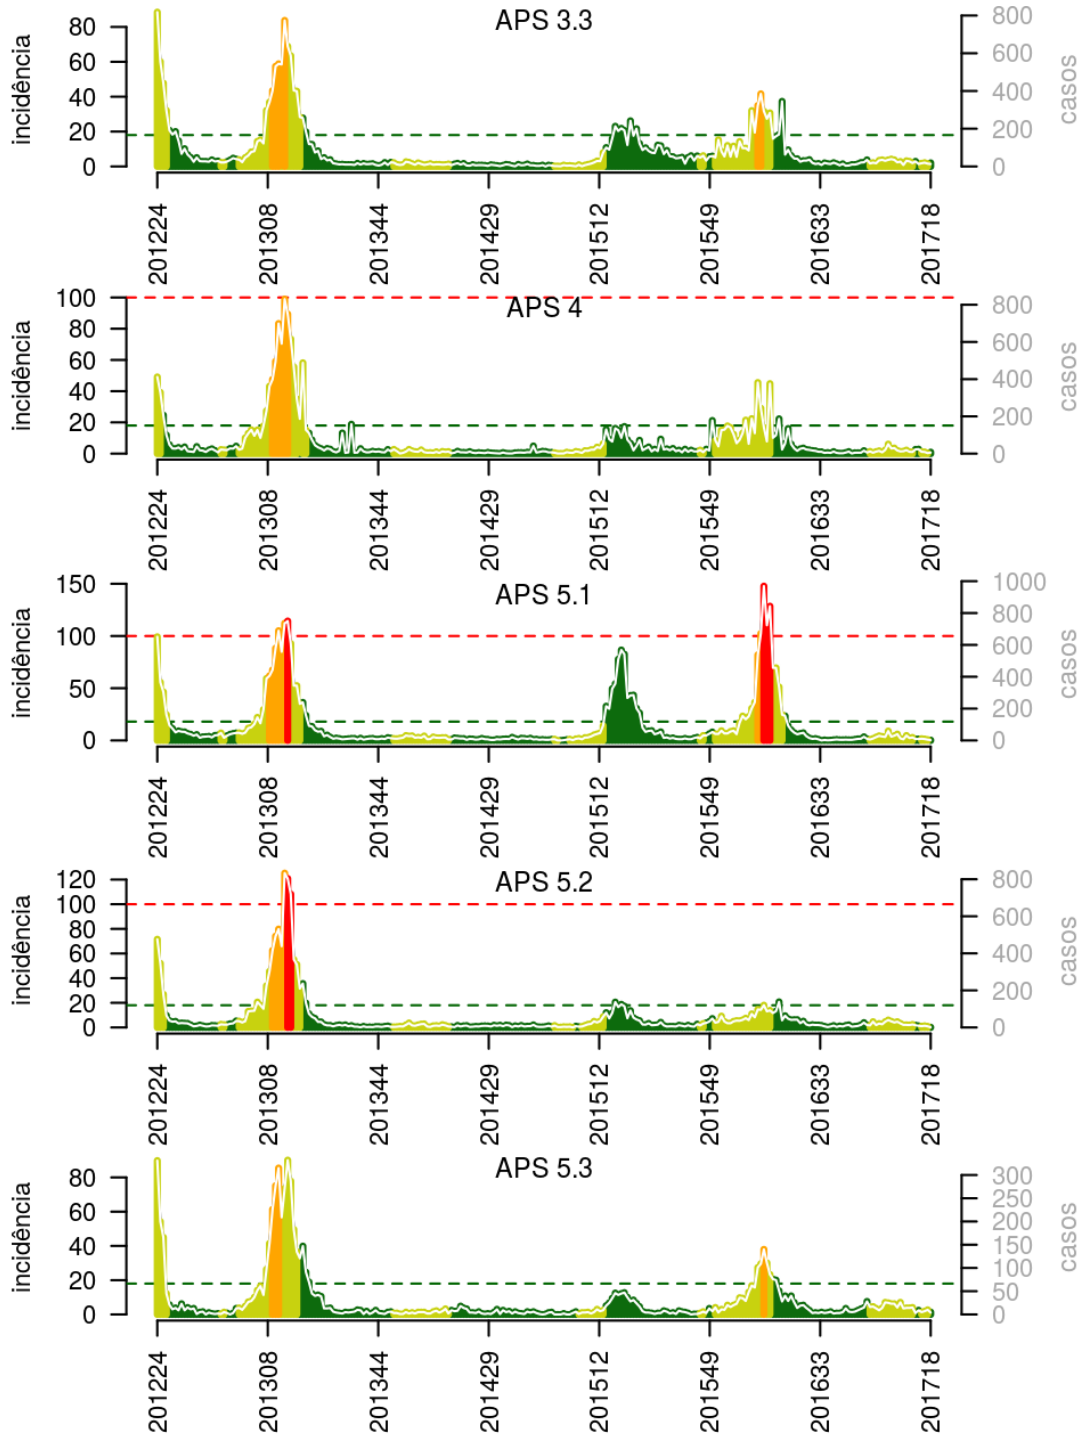 APS 3.3
incidência
0 20 40 60 80
casos
0 200 400 600 800
201224 201308 201344 201429 201512 201549 201633 201718
APS 4
incidência
0 20 40 60 80 100
casos
0 200 400 600 800
201224 201308 201344 201429 201512 201549 201633 201718
APS 5.1
incidência
0 50 100 150
casos
0 200 400 600 800 1000
201224 201308 201344 201429 201512 201549 201633 201718
APS 5.2
incidência
0 20 40 60 80 100 120
casos
0 200 400 600 800
201224 201308 201344 201429 201512 201549 201633 201718
APS 5.3
incidência
0 20 40 60 80
casos
0 50 100 150 200 250 300
201224 201308 201344 201429 201512 201549 201633 201718